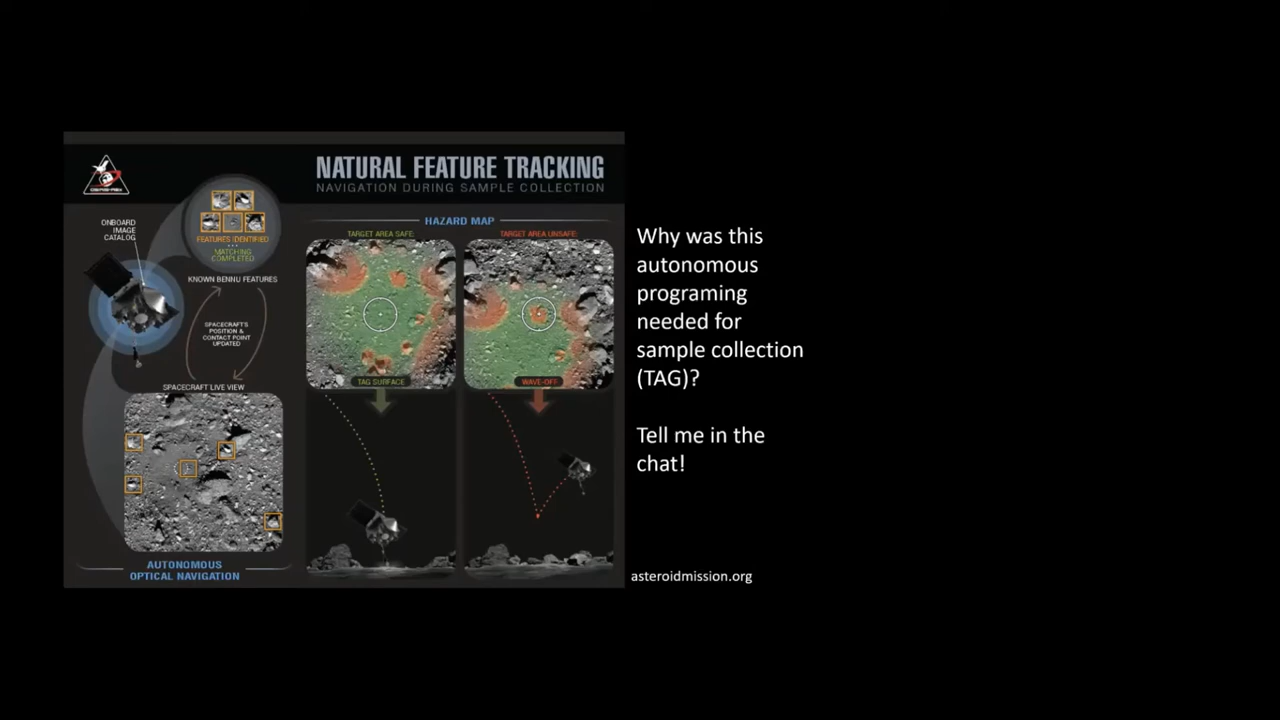 NATURAL FEATURE TRACKING
NAVIGATION DURING SAMPLE COLLECTION
OSIRIS-REX
ONBOARD
IMAGE
CATALOG
FEATURES IDENTIFIED
...
MATCHING
COMPLETED
KNOWN BENNU FEATURES
SPACECRAFT'S
POSITION &
CONTACT POINT
UPDATED
SPACECRAFT LIVE VIEW
AUTONOMOUS
OPTICAL NAVIGATION
HAZARD MAP
TARGET AREA SAFE:
TAG SURFACE
TARGET AREA UNSAFE:
WAVE-OFF
Why was this
autonomous
programing
needed for
sample collection
(TAG)?
Tell me in the
chat!
asteroidmission.org